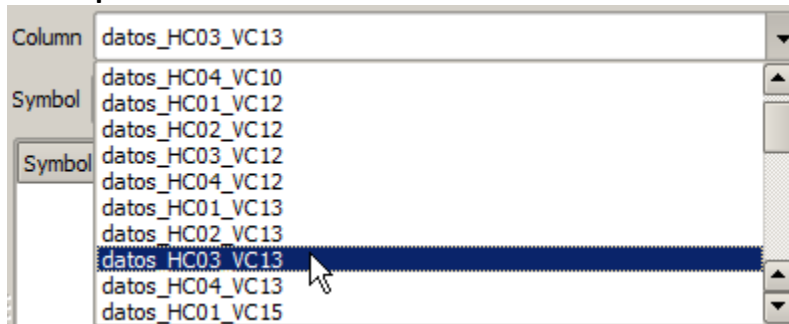 Column datos_HC03_VC13
datos_HC04_VC10
Symbol
datos_HC01_VC12
datos_HC02_VC12
datos_HC03_VC12
Symbol
datos_HC04_VC12
datos_HC01_VC13
datos_HC02_VC13
datos_HC03_VC13
datos_HC04_VC13
datos_HC01_VC15